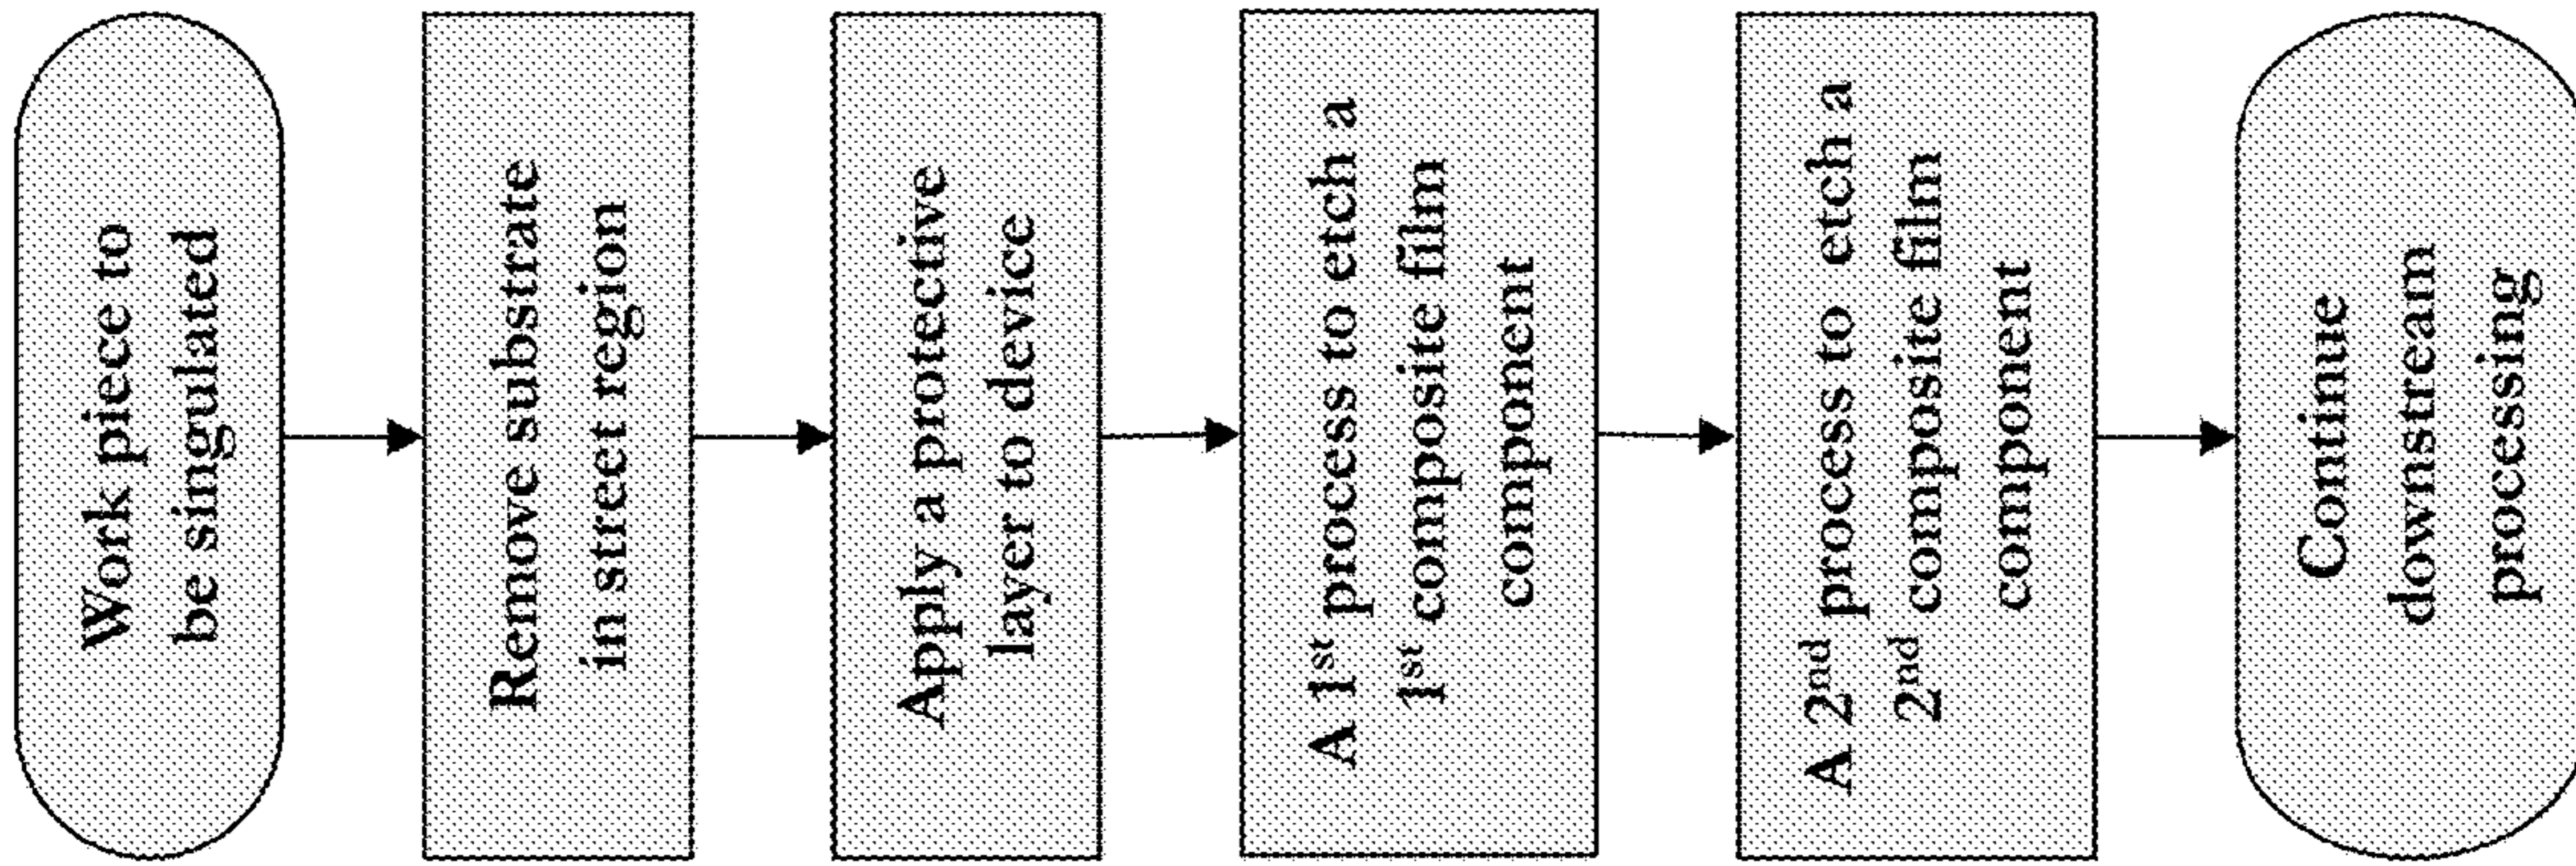 Work piece to
be singulated
Remove substrate
in street region
Apply a protective
layer to device
A 1st process to etch a
1st composite film
component
A 2nd process to etch a
2nd composite film
component
Continue
downstream
processing